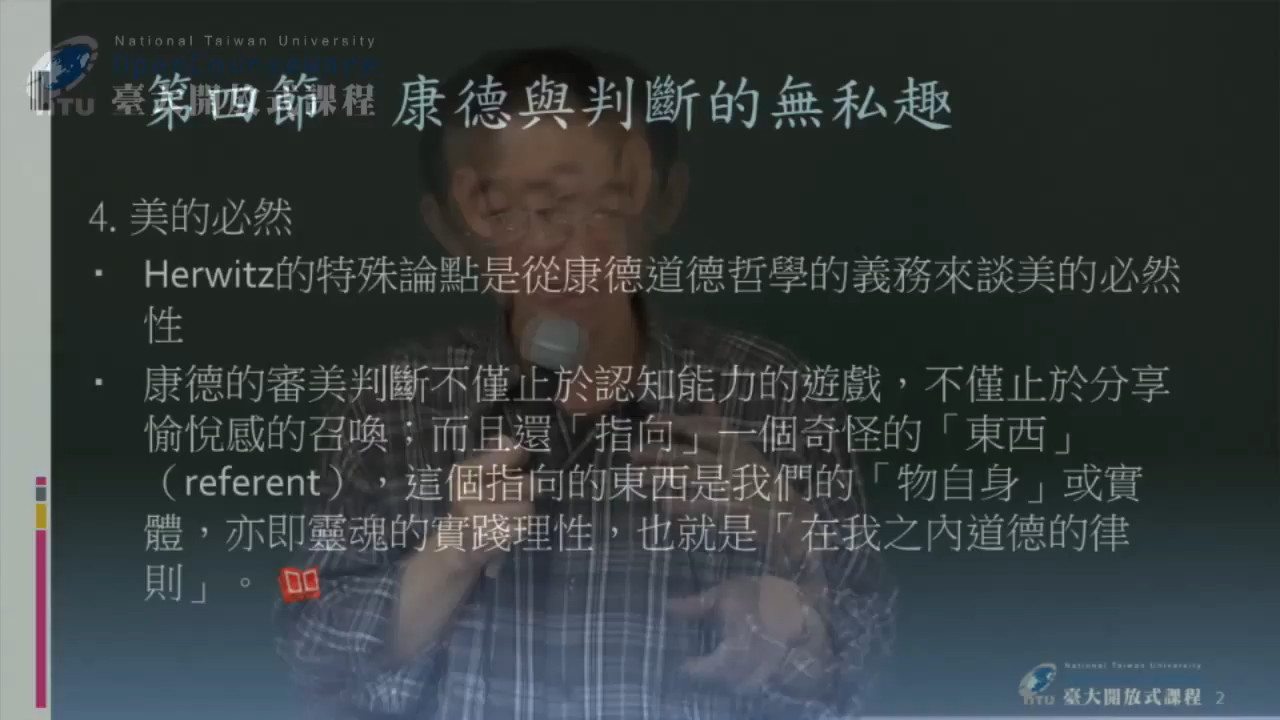 National Taiwan University
OpenCourseWare
NTU 臺大開放式課程
第四節 康德與判斷的無私趣
4. 美的必然
▪ Herwitz的特殊論點是從康德道德哲學的義務來談美的必然
性
▪ 康德的審美判斷不僅止於認知能力的遊戲，不僅止於分享
愉悅感的召喚；而且還「指向」一個奇怪的「東西」
（referent），這個指向的東西是我們的「物自身」或實
體，亦即靈魂的實踐理性，也就是「在我之內道德的律
則」。
National Taiwan University
NTU 臺大開放式課程 2